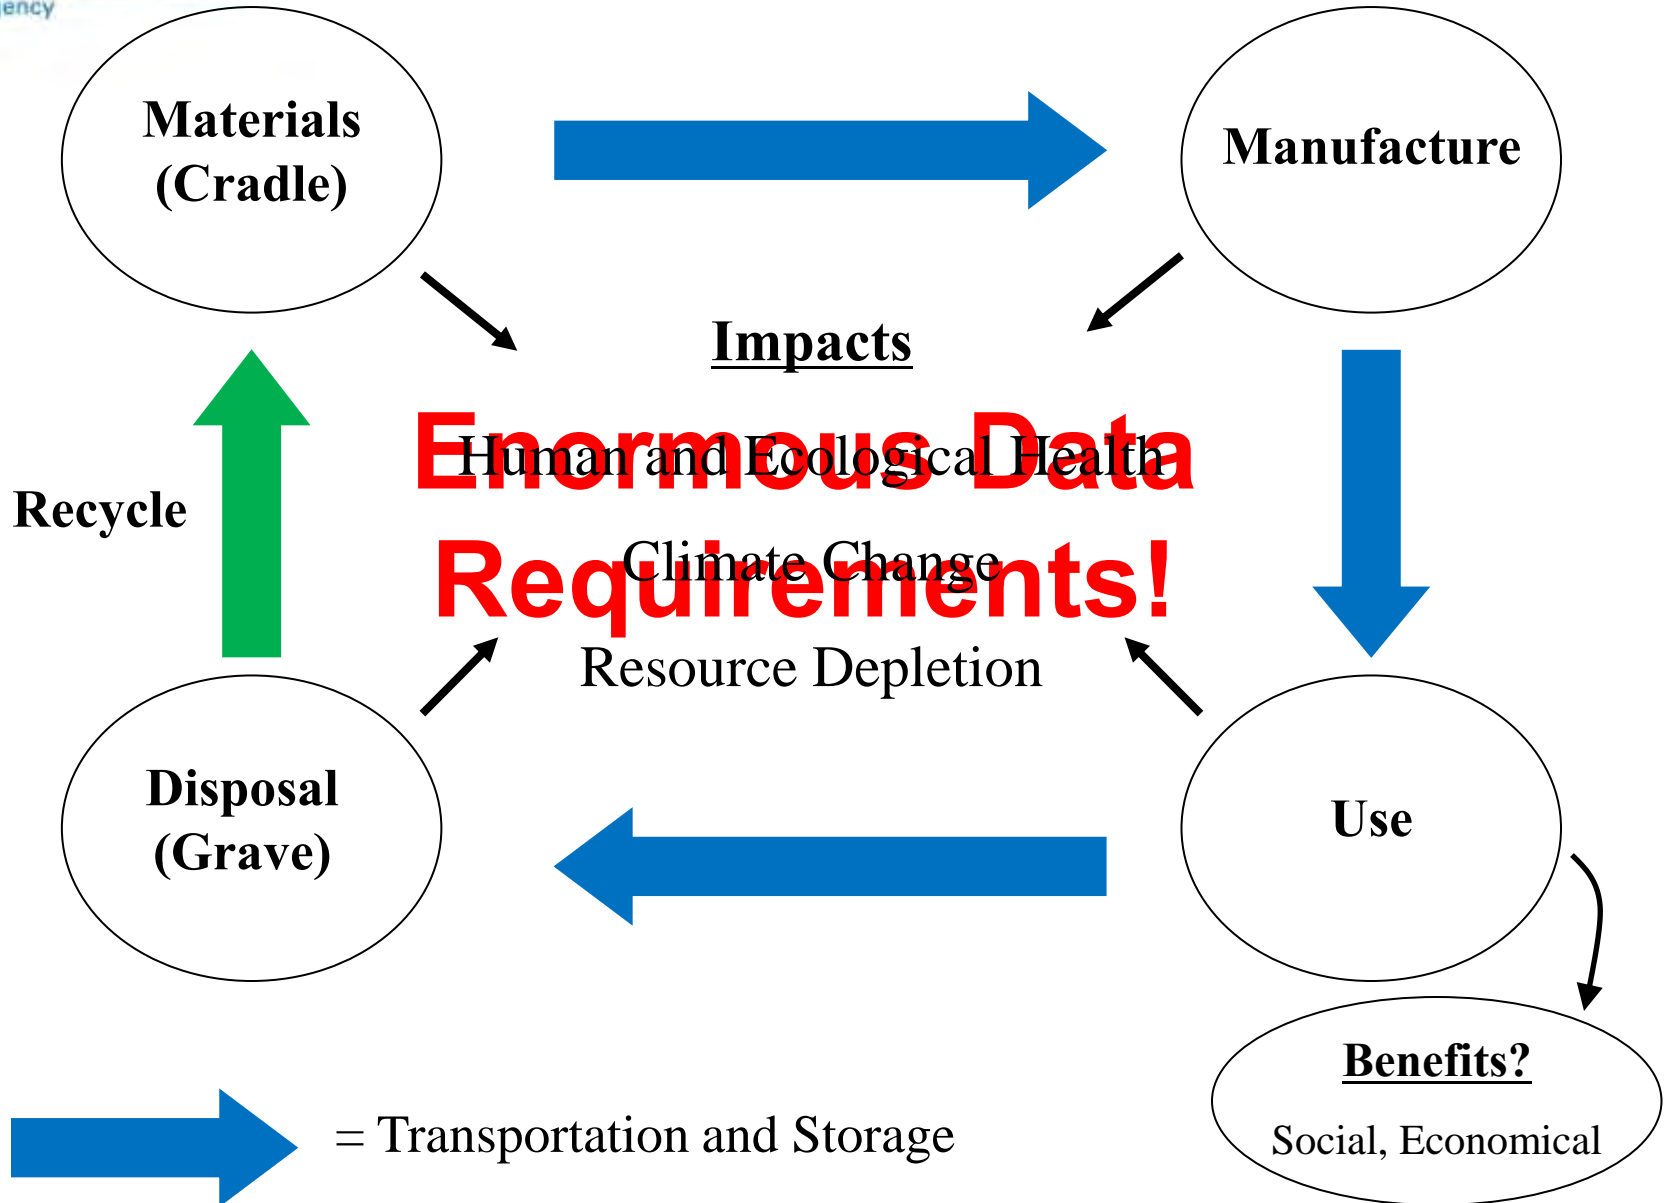 Materials
(Cradle)
Manufacture
Impacts
Enormous Data
Human and Ecological Health
Requirements!
Climate Change
Resource Depletion
Recycle
Disposal
(Grave)
Use
Benefits?
Social, Economical
= Transportation and Storage